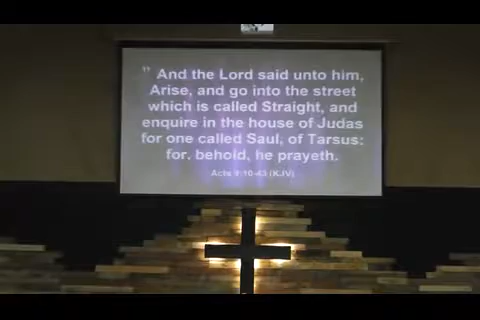 " And the Lord said unto him,
Arise, and go into the street
which is called Straight, and
enquire in the house of Judas
for one called Saul, of Tarsus:
for, behold, he prayeth.
Acts 9:10-43 (KJV)